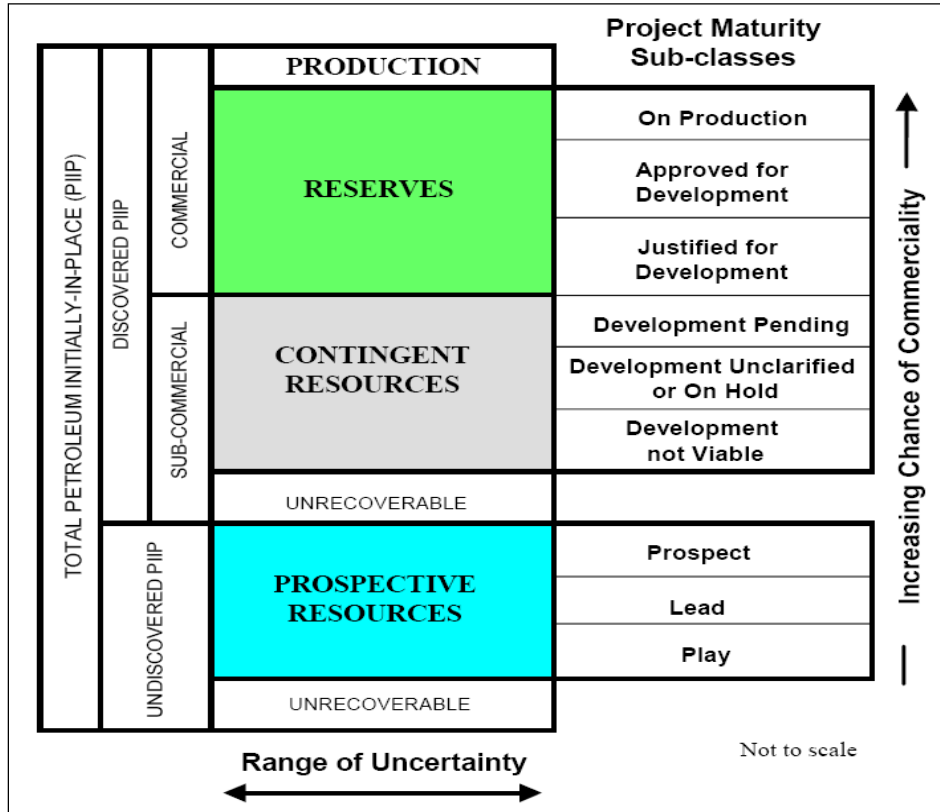 Project Maturity
Sub-classes
PRODUCTION
TOTAL PETROLEUM INITIALLY-IN-PLACE (PIIP)
DISCOVERED PIIP
COMMERCIAL
RESERVES
On Production
Approved for
Development
Justified for
Development
SUB-COMMERCIAL
CONTINGENT
RESOURCES
Development Pending
Development Unclarified
or On Hold
Development
not Viable
UNRECOVERABLE
UNDISCOVERED PIIP
PROSPECTIVE
RESOURCES
Prospect
Lead
Play
UNRECOVERABLE
Increasing Chance of Commerciality
Range of Uncertainty
Not to scale